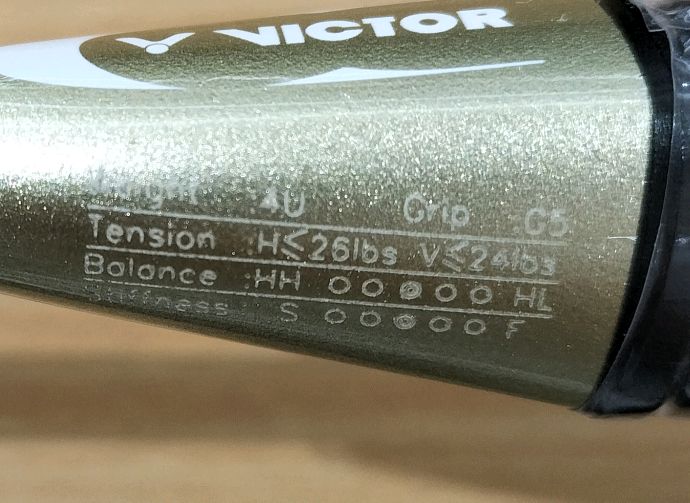 VICTOR
Weight :4U Grip :G5
Tension :H≤26lbs V≤24lbs
Balance :HH ○○◎○○ HL
Stiffness: S ○○◎○○ F